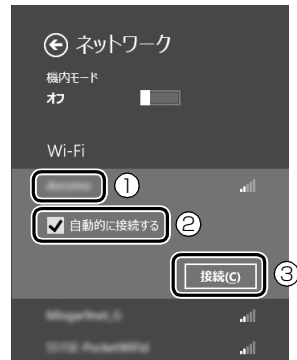 ネットワーク
機内モード
オフ
Wi-Fi
①
自動的に接続する ②
接続(C) ③